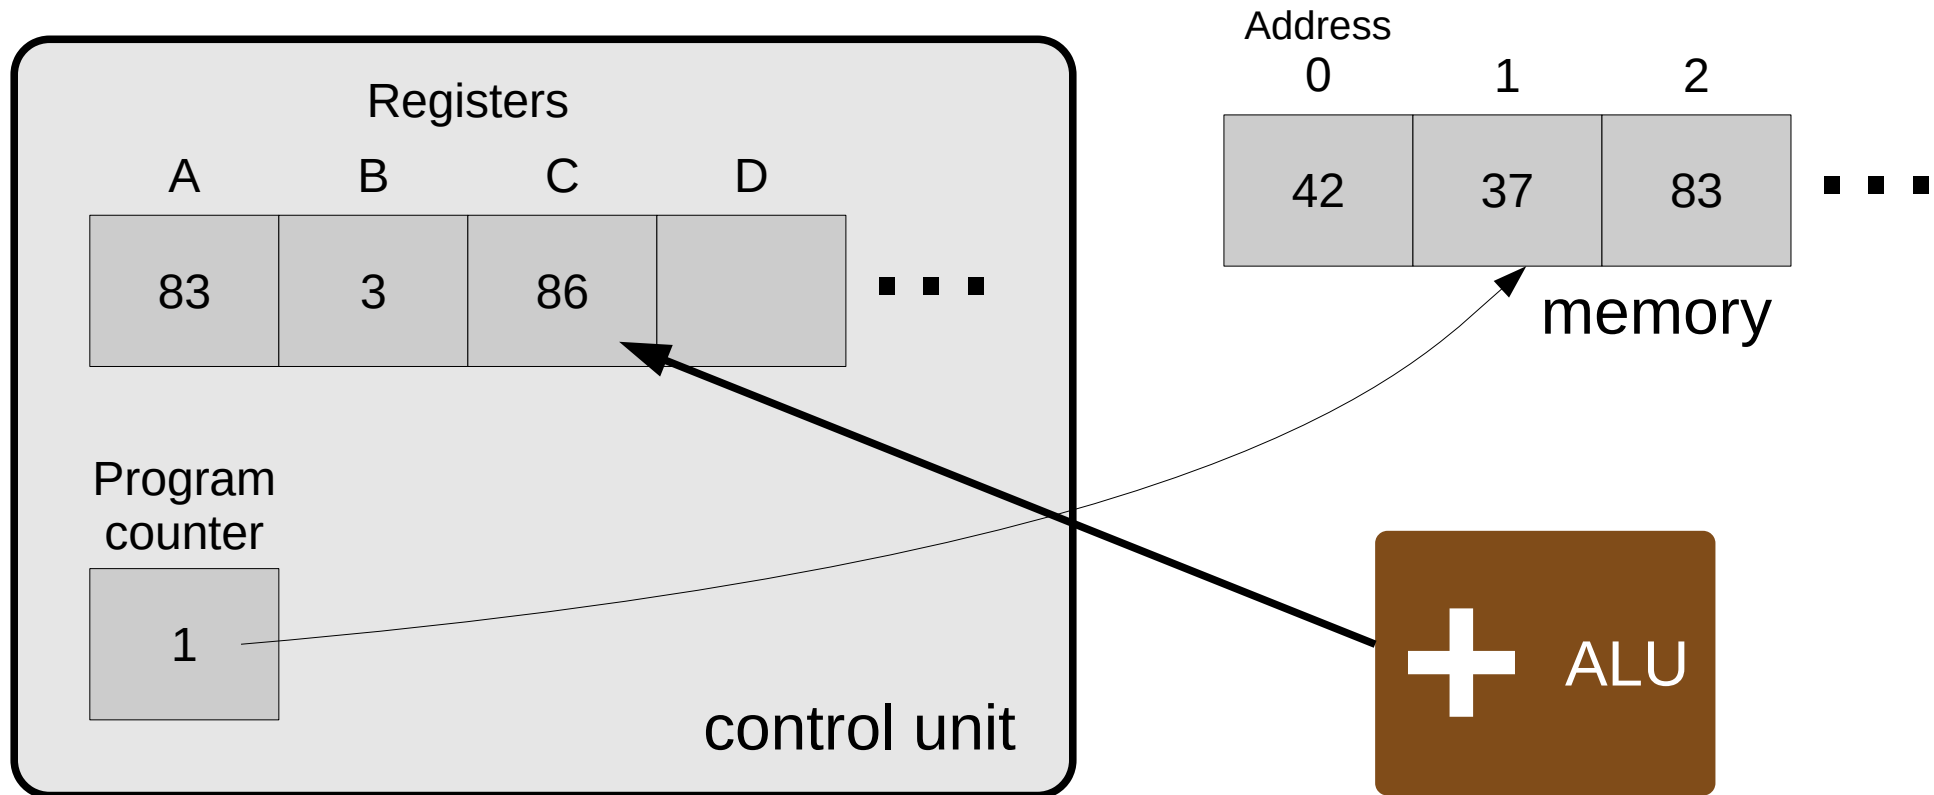 Registers
A B C D
83 3 86
Program
counter
1
control unit
Address
0 1 2
42 37 83
memory
ALU